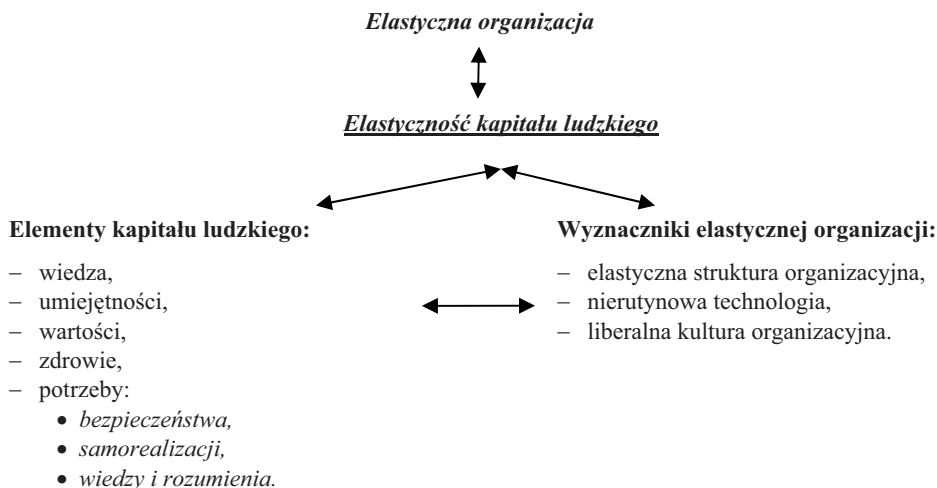 Elastyczna organizacja
Elastyczność kapitału ludzkiego
Elementy kapitału ludzkiego:
– wiedza,
– umiejętności,
– wartości,
– zdrowie,
– potrzeby:
• bezpieczeństwa,
• samorealizacji,
• wiedzy i rozumienia.
Wyznaczniki elastycznej organizacji:
– elastyczna struktura organizacyjna,
– nierutynowa technologia,
– liberalna kultura organizacyjna.